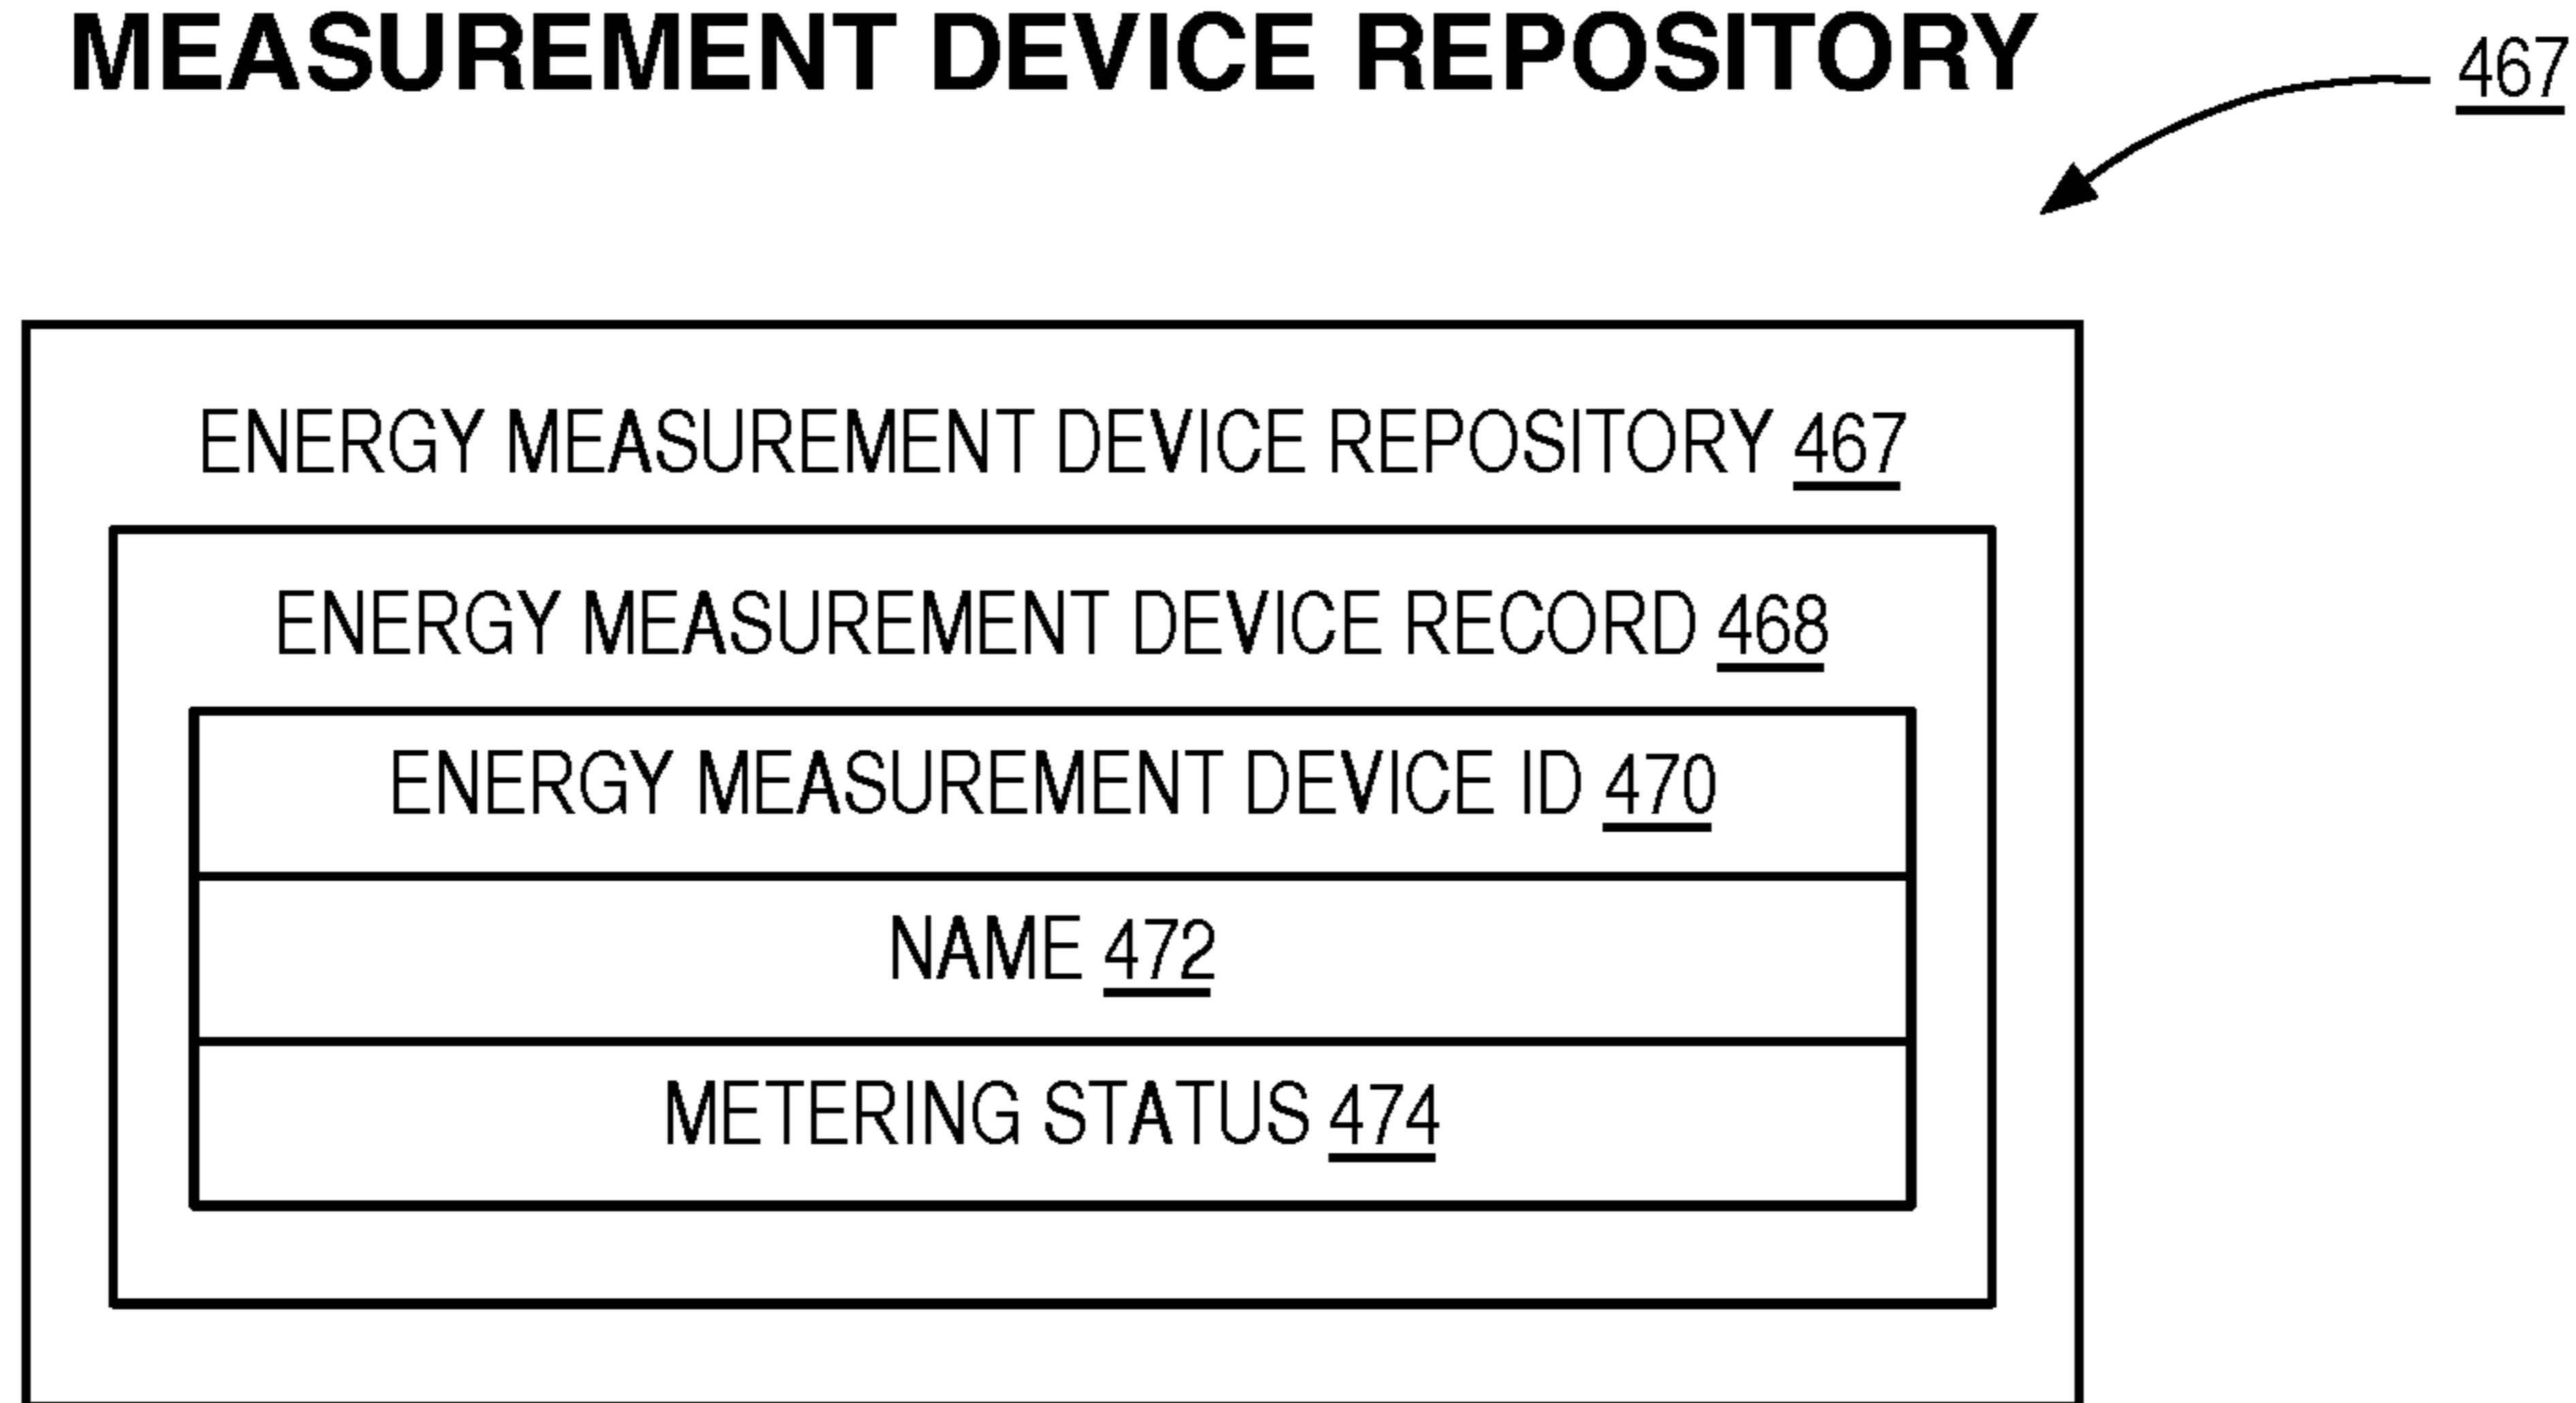 MEASUREMENT DEVICE REPOSITORY
467
ENERGY MEASUREMENT DEVICE REPOSITORY 467
ENERGY MEASUREMENT DEVICE RECORD 468
ENERGY MEASUREMENT DEVICE ID 470
NAME 472
METERING STATUS 474